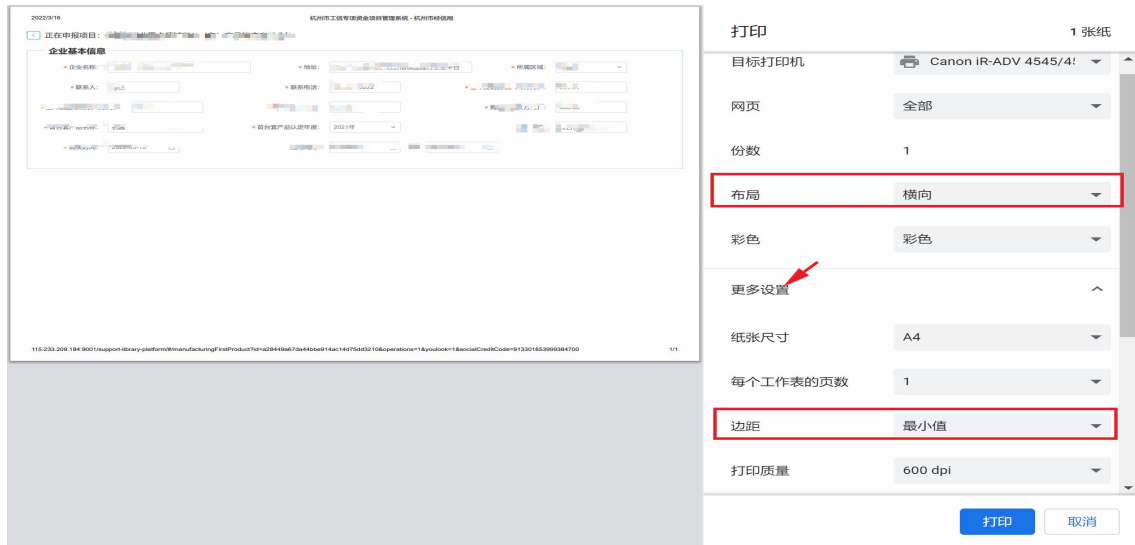 2022/3/16 杭州市工信专项资金项目管理系统 - 杭州市经信局
正在申报项目:
企业基本信息
* 企业名称: * 地址: 平台 * 所属区域:
* 联系人: * 联系电话:
* 首台套产品认定年度: 2021年
115.233.209.184:9001/support-library-platform/#/manufacturingFirstProduct?id=a28449a67da44bbe914ac14d75dd3210&operations=1&youlook=1&socialCreditCode=913301853999384700 1/1
打印 1 张纸
目标打印机 Canon iR-ADV 4545/4
网页 全部
份数 1
布局 横向
彩色 彩色
更多设置
纸张尺寸 A4
每个工作表的页数 1
边距 最小值
打印质量 600 dpi
打印 取消